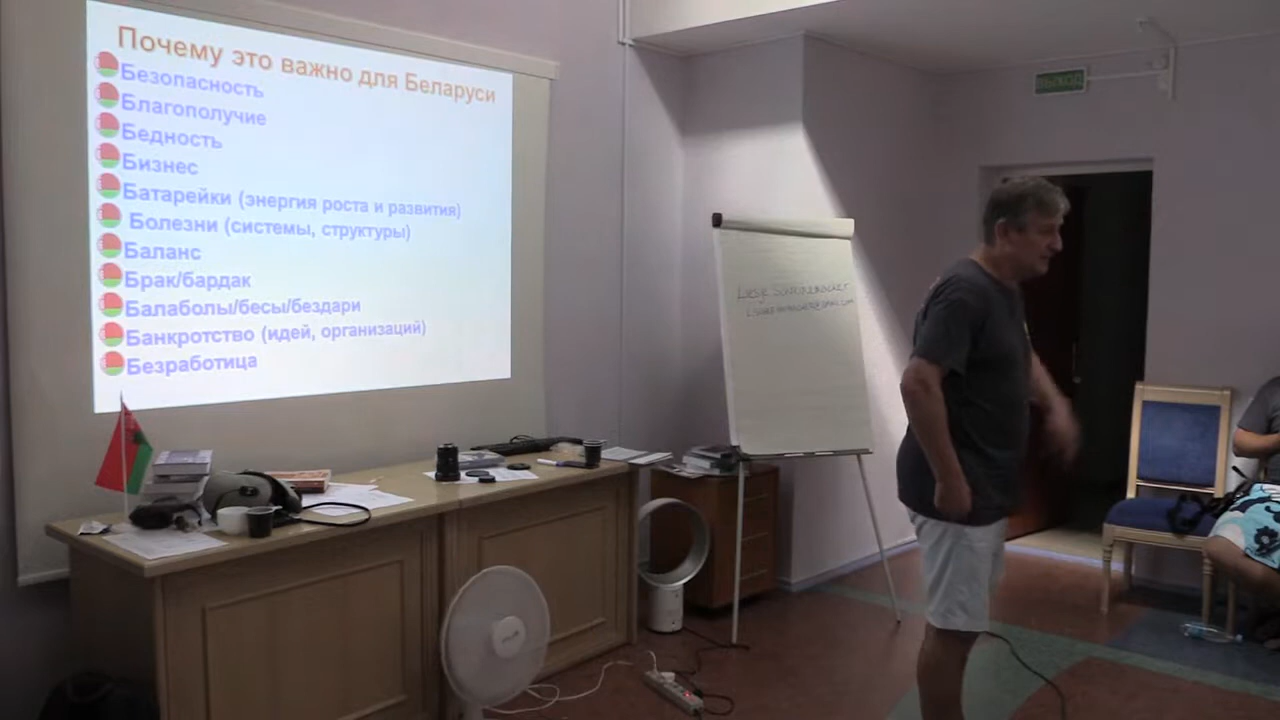 Почему это важно для Беларуси
Безопасность
Благополучие
Бедность
Бизнес
Батарейки (энергия роста и развития)
Болезни (системы, структуры)
Баланс
Брак/бардак
Балаболы/бесы/бездари
Банкротство (идей, организаций)
Безработица
ВЫХОД